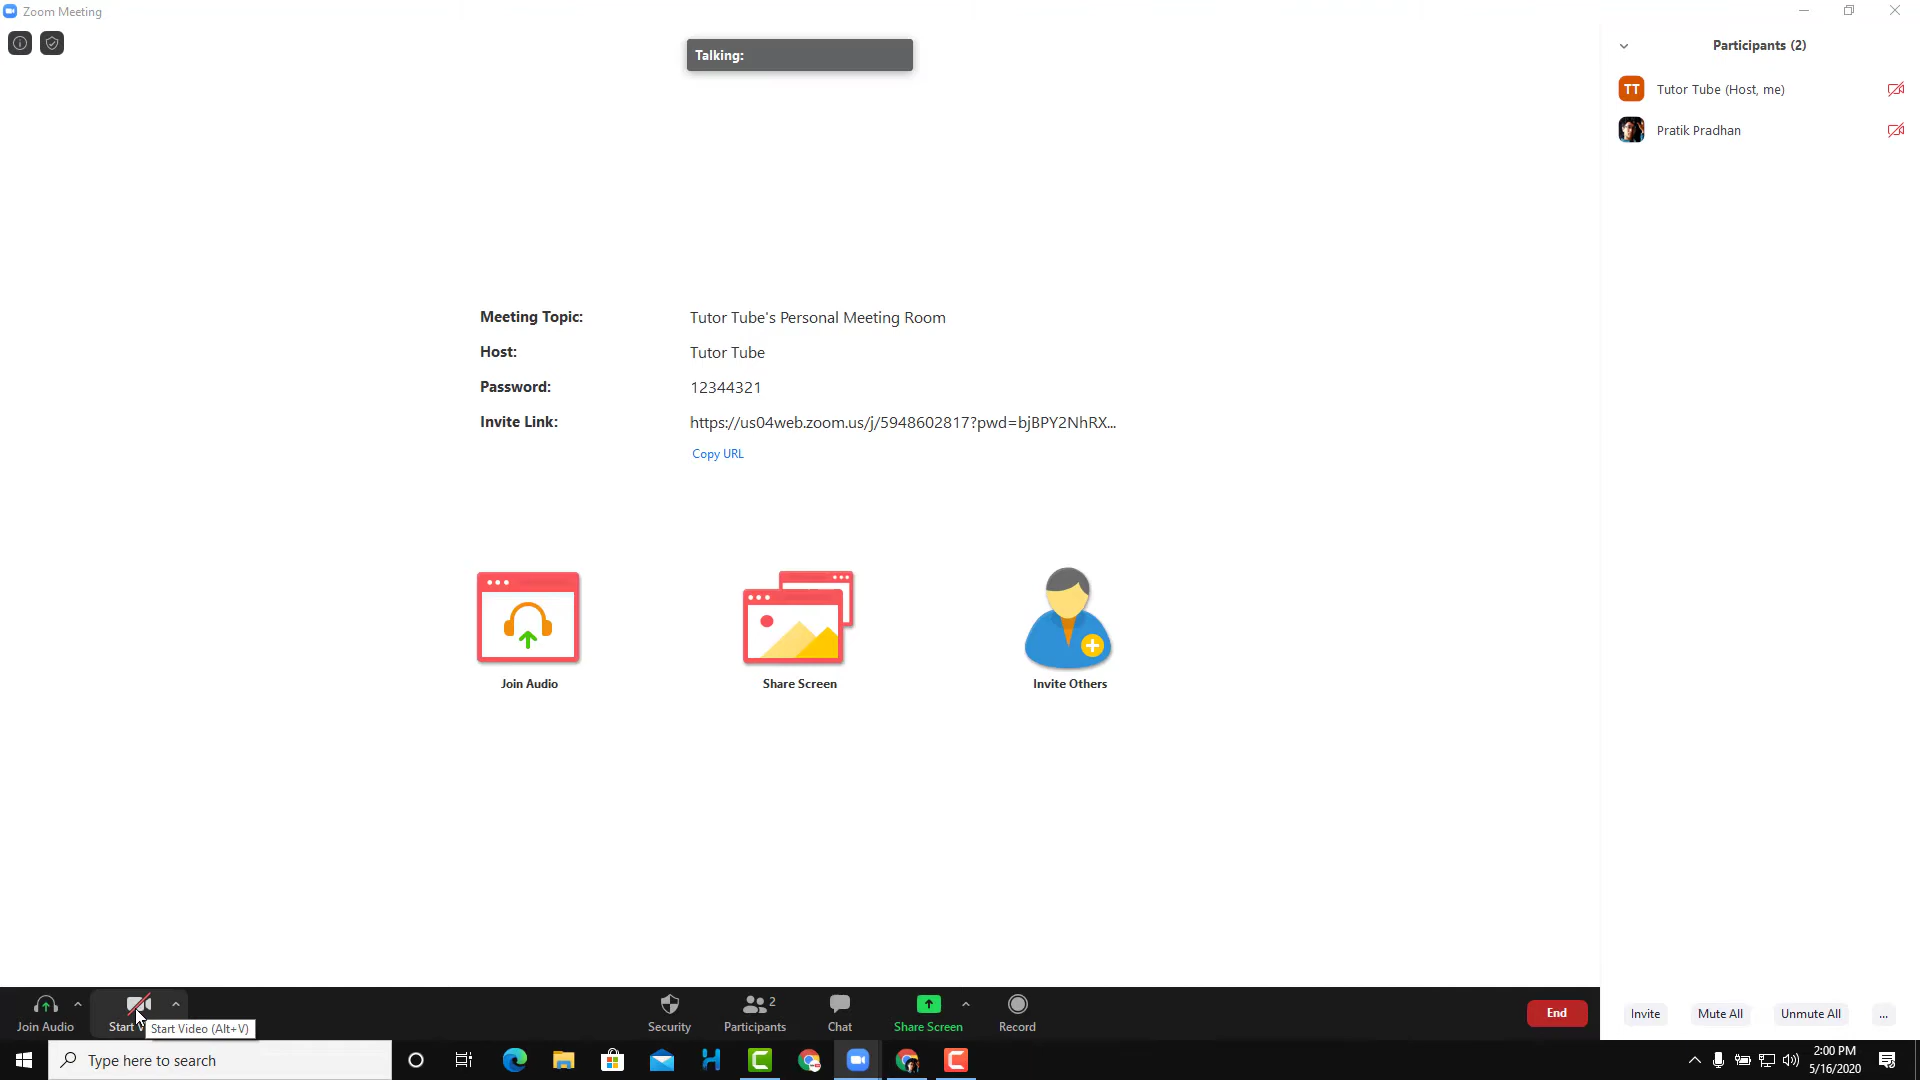 Zoom Meeting
Talking:
Participants (2)
TT Tutor Tube (Host, me)
Pratik Pradhan
Meeting Topic: Tutor Tube's Personal Meeting Room
Host: Tutor Tube
Password: 12344321
Invite Link: https://us04web.zoom.us/j/5948602817?pwd=bjBPY2NhRX...
Copy URL
Join Audio Share Screen Invite Others
2
Join Audio Start V Security Participants Chat Share Screen Record End
Start Video (Alt+V)
Invite Mute All Unmute All ...
Type here to search
2:00 PM
5/16/2020